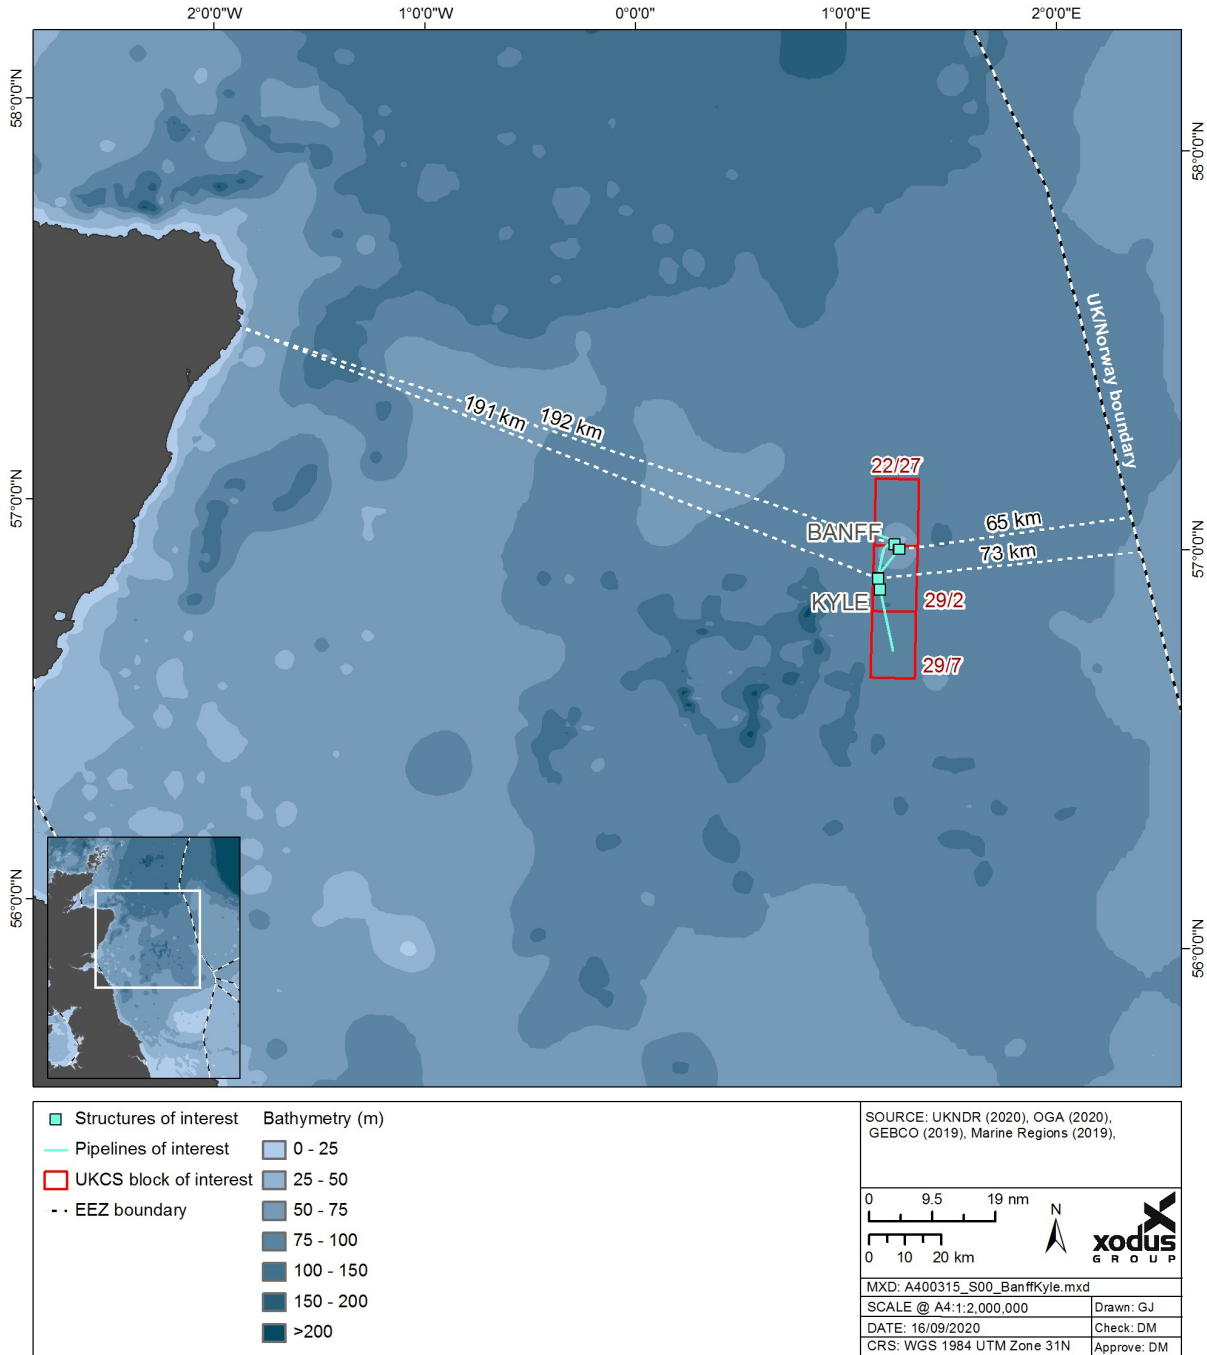 2°0'0"W
1°0'0"W
0°0'0"
1°0'0"E
2°0'0"E
58°0'0"N
58°0'0"N
UK/Norway boundary
191 km
192 km
22/27
57°0'0"N
BANFF
65 km
57°0'0"N
73 km
KYLE
29/2
29/7
56°0'0"N
56°0'0"N
Structures of interest
Pipelines of interest
UKCS block of interest
EEZ boundary
Bathymetry (m)
0 - 25
25 - 50
50 - 75
75 - 100
100 - 150
150 - 200
>200
SOURCE: UKNDR (2020), OGA (2020),
GEBCO (2019), Marine Regions (2019),
0 9.5 19 nm
0 10 20 km
N
xodus
GROUP
MXD: A400315_S00_BanffKyle.mxd
SCALE @ A4:1:2,000,000
Drawn: GJ
DATE: 16/09/2020
Check: DM
CRS: WGS 1984 UTM Zone 31N
Approve: DM